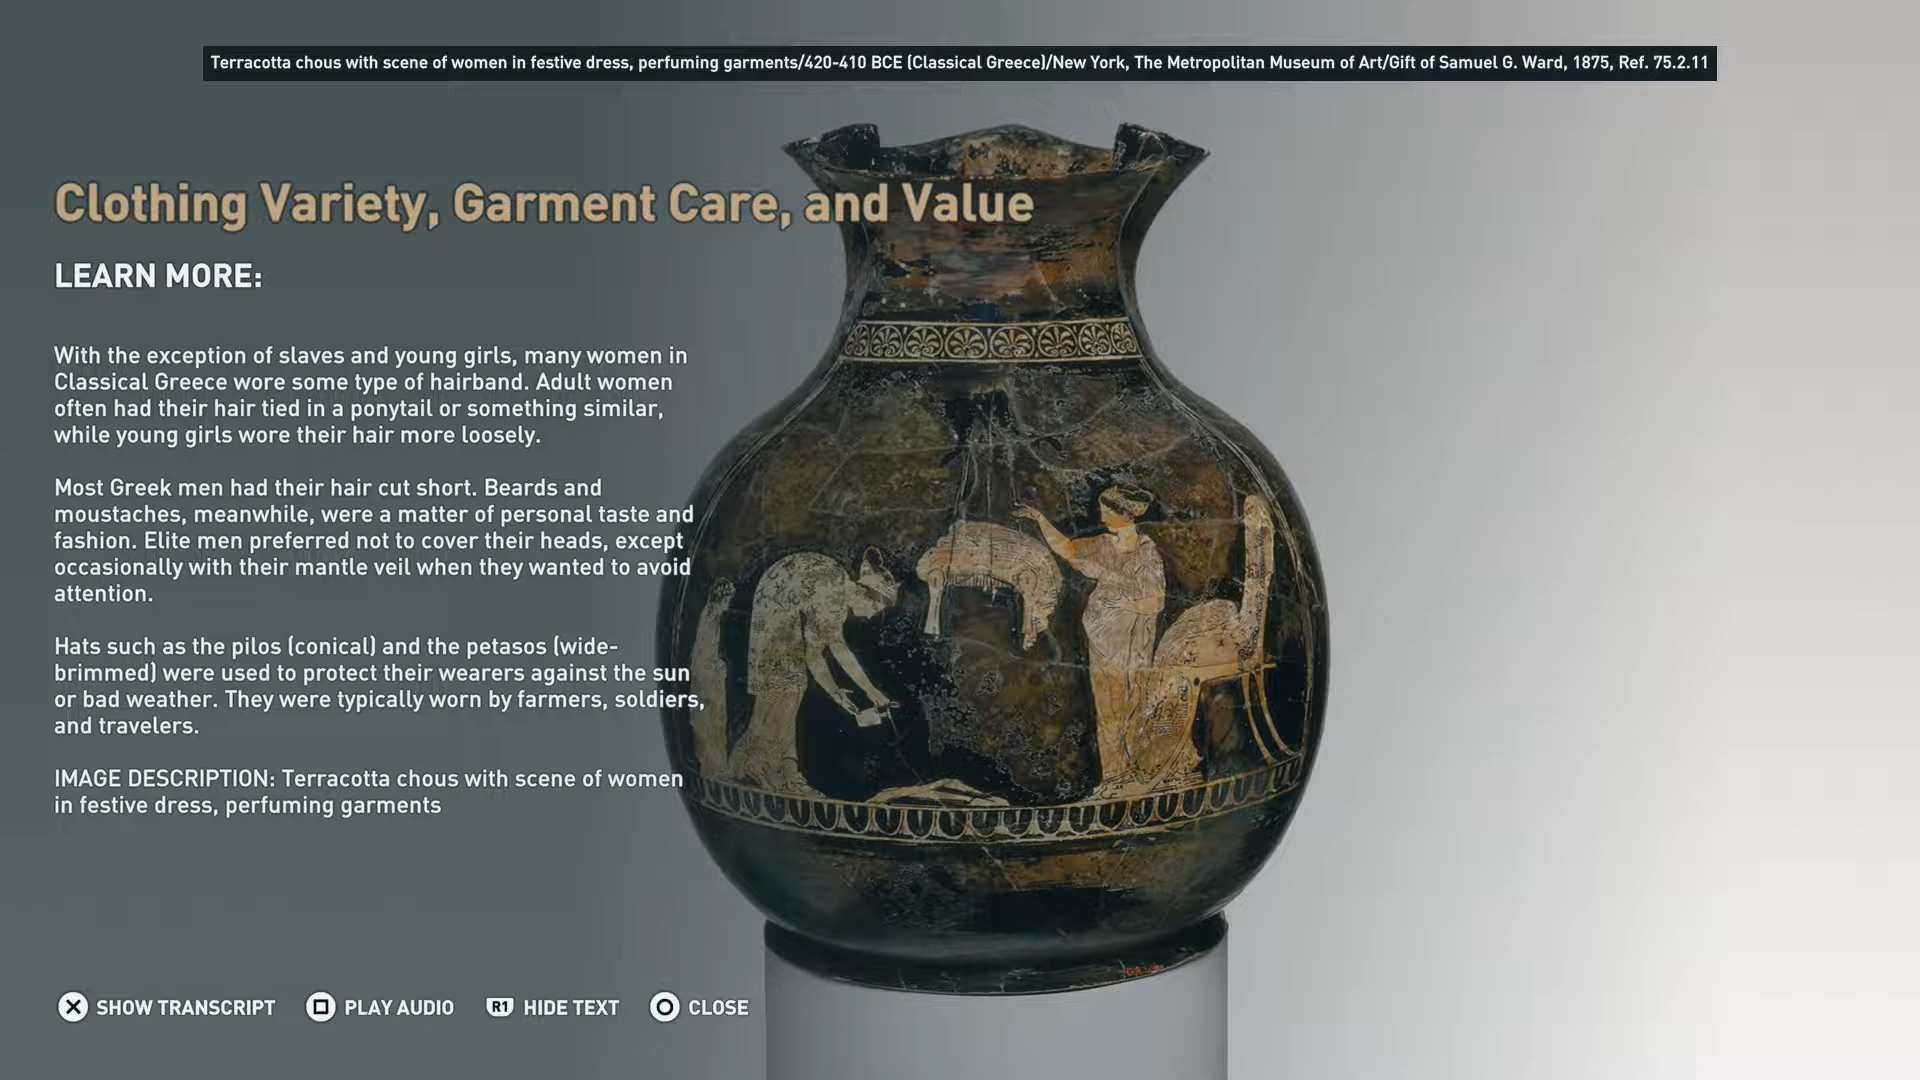 Terracotta chous with scene of women in festive dress, perfuming garments/420-410 BCE (Classical Greece)/New York, The Metropolitan Museum of Art/Gift of Samuel G. Ward, 1875, Ref. 75.2.11
Clothing Variety, Garment Care, and Value
LEARN MORE:
With the exception of slaves and young girls, many women in
Classical Greece wore some type of hairband. Adult women
often had their hair tied in a ponytail or something similar,
while young girls wore their hair more loosely.
Most Greek men had their hair cut short. Beards and
moustaches, meanwhile, were a matter of personal taste and
fashion. Elite men preferred not to cover their heads, except
occasionally with their mantle veil when they wanted to avoid
attention.
Hats such as the pilos (conical) and the petasos (wide-
brimmed) were used to protect their wearers against the sun
or bad weather. They were typically worn by farmers, soldiers,
and travelers.
IMAGE DESCRIPTION: Terracotta chous with scene of women
in festive dress, perfuming garments
SHOW TRANSCRIPT PLAY AUDIO R1 HIDE TEXT CLOSE